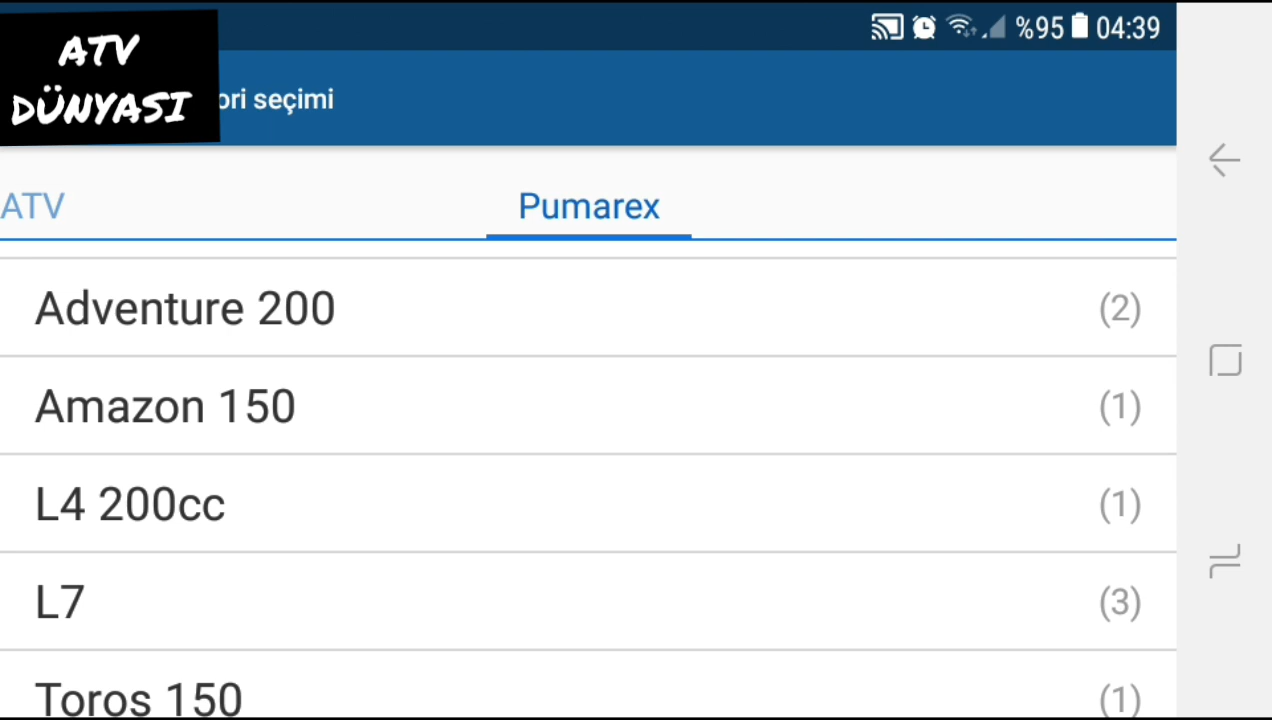 ATV
DÜNYASI
ori seçimi
%95 04:39
ATV
Pumarex
Adventure 200 (2)
Amazon 150 (1)
L4 200cc (1)
L7 (3)
Toros 150 (1)